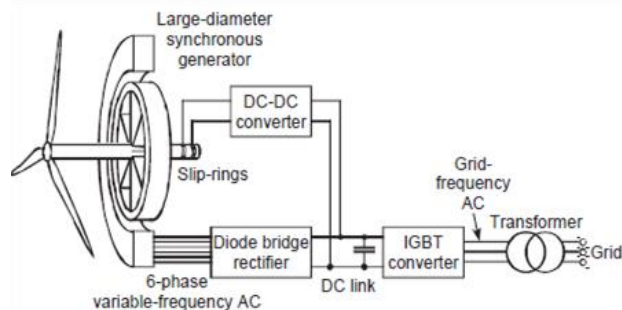 Large-diameter
synchronous
generator
DC-DC
converter
Slip-rings
Grid-
frequency
AC
Transformer
Diode bridge
rectifier
IGBT
converter
Grid
6-phase
variable-frequency AC
DC link